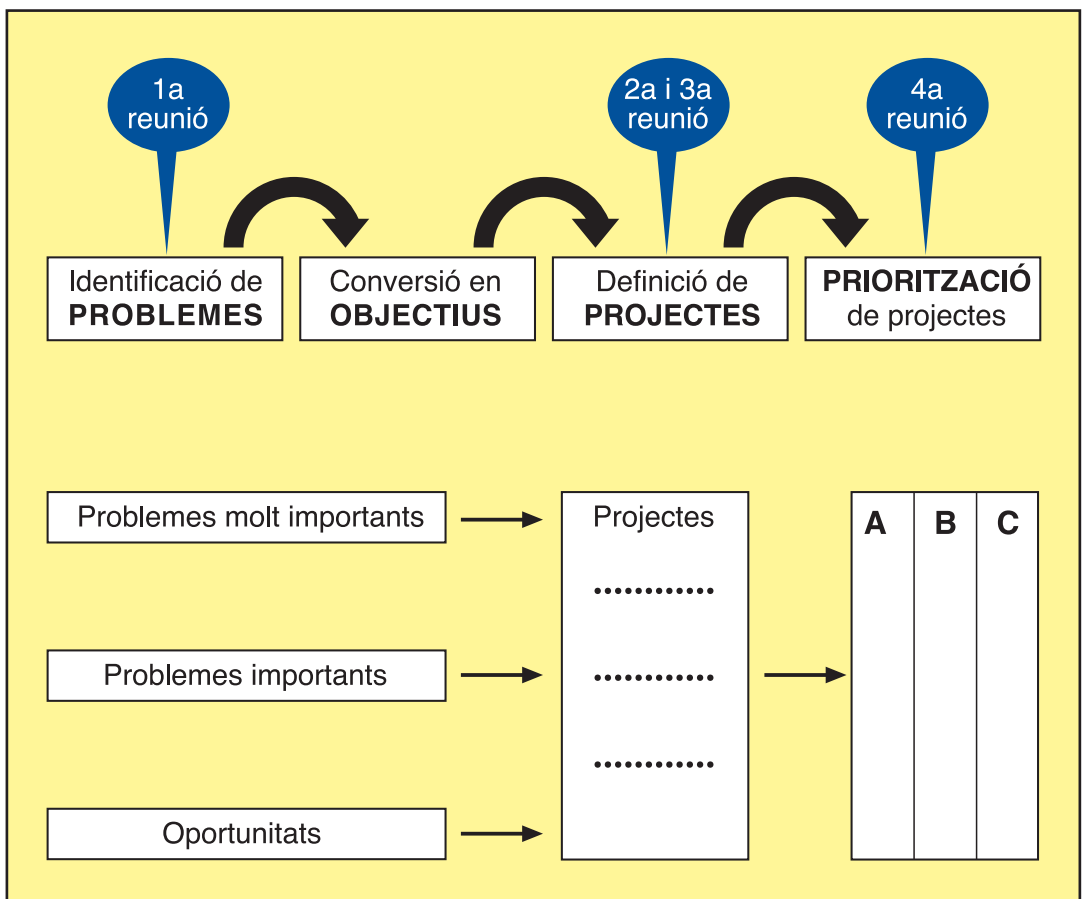 1a
reunió
2a i 3a
reunió
4a
reunió
Identificació de
PROBLEMES
Conversió en
OBJECTIUS
Definició de
PROJECTES
PRIORITZACIÓ
de projectes
Problemes molt importants
Projectes
A B C
............
Problemes importants
............
............
Oportunitats